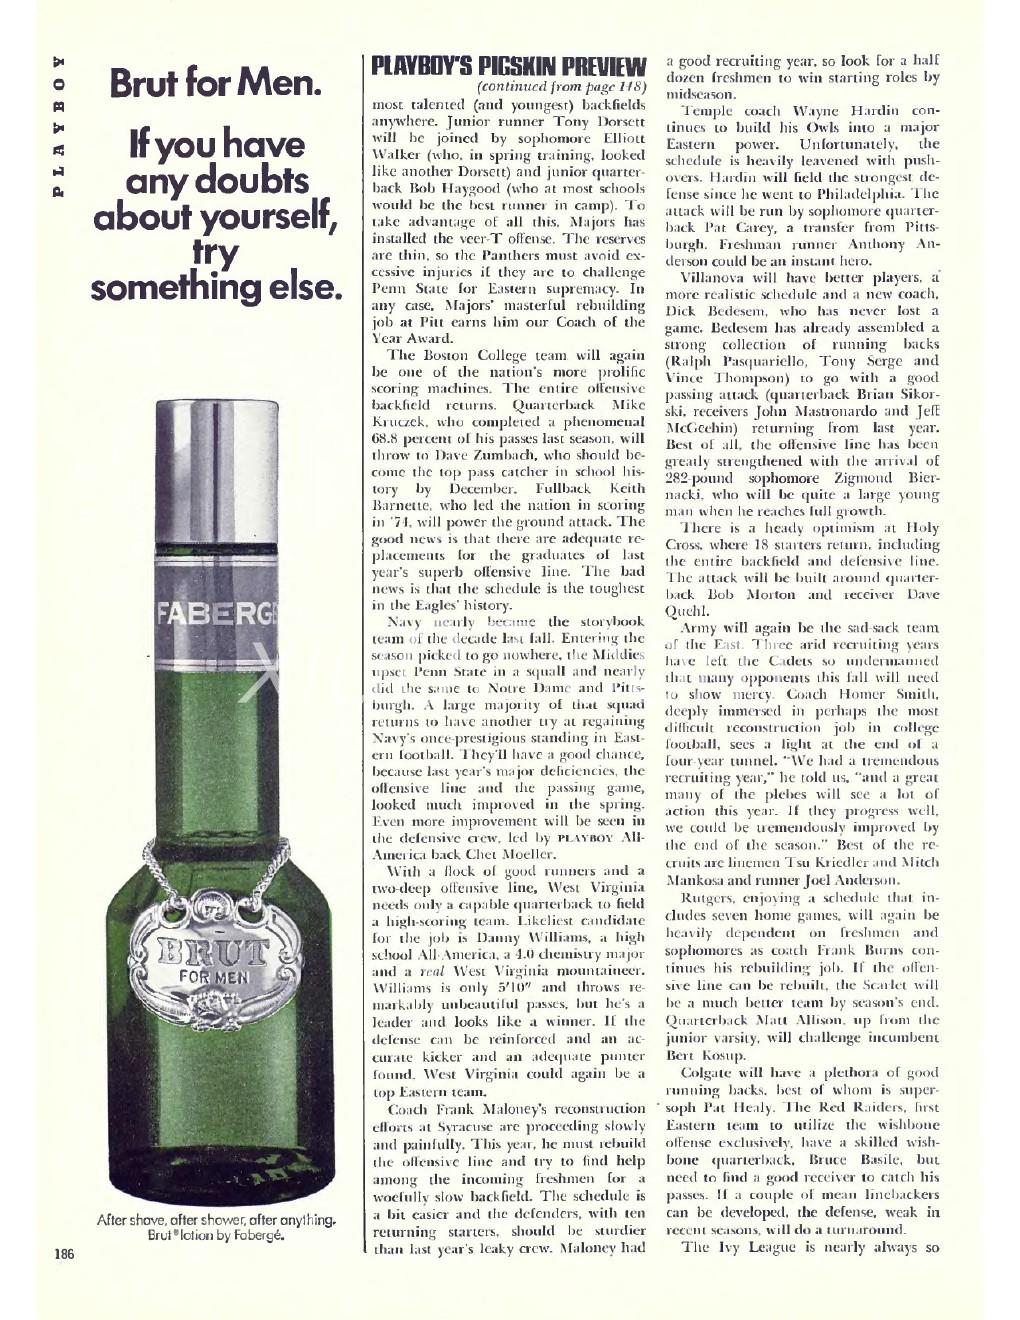 PLAYBOY
Brut for Men.
If you have
any doubts
about yourself,
try
something else.
FABERGÉ
BRUT
FOR MEN
After shave, after shower, after anything.
Brut® lotion by Fabergé.
186
PLAYBOY'S PIGSKIN PREVIEW
(continued from page 148)
most talented (and youngest) backfields
anywhere. Junior runner Tony Dorsett
will be joined by sophomore Elliott
Walker (who, in spring training, looked
like another Dorsett) and junior quarter-
back Bob Haygood (who at most schools
would be the best runner in camp). To
take advantage of all this, Majors has
installed the veer-T offense. The reserves
are thin, so the Panthers must avoid ex-
cessive injuries if they are to challenge
Penn State for Eastern supremacy. In
any case, Majors' masterful rebuilding
job at Pitt earns him our Coach of the
Year Award.
The Boston College team will again
be one of the nation's more prolific
scoring machines. The entire offensive
backfield returns. Quarterback Mike
Kruczek, who completed a phenomenal
68.8 percent of his passes last season, will
throw to Dave Zumbach, who should be-
come the top pass catcher in school his-
tory by December. Fullback Keith
Barnette, who led the nation in scoring
in '74, will power the ground attack. The
good news is that there are adequate re-
placements for the graduates of last
year's superb offensive line. The bad
news is that the schedule is the toughest
in the Eagles' history.
Navy nearly became the storybook
team of the decade last fall. Entering the
season picked to go nowhere, the Middies
upset Penn State in a squall and nearly
did the same to Notre Dame and Pitts-
burgh. A large majority of that squad
returns to have another try at regaining
Navy's once-prestigious standing in East-
ern football. They'll have a good chance,
because last year's major deficiencies, the
offensive line and the passing game,
looked much improved in the spring.
Even more improvement will be seen in
the defensive crew, led by PLAYBOY All-
America back Chet Moeller.
With a flock of good runners and a
two-deep offensive line, West Virginia
needs only a capable quarterback to field
a high-scoring team. Likeliest candidate
for the job is Danny Williams, a high
school All-America, a 4.0 chemistry major
and a real West Virginia mountaineer.
Williams is only 5'10" and throws re-
markably unbeautiful passes, but he's a
leader and looks like a winner. If the
defense can be reinforced and an ac-
curate kicker and an adequate punter
found, West Virginia could again be a
top Eastern team.
Coach Frank Maloney's reconstruction
efforts at Syracuse are proceeding slowly
and painfully. This year, he must rebuild
the offensive line and try to find help
among the incoming freshmen for a
woefully slow backfield. The schedule is
a bit easier and the defenders, with ten
returning starters, should be sturdier
than last year's leaky crew. Maloney had
a good recruiting year, so look for a half
dozen freshmen to win starting roles by
midseason.
Temple coach Wayne Hardin con-
tinues to build his Owls into a major
Eastern power. Unfortunately, the
schedule is heavily leavened with push-
overs. Hardin will field the strongest de-
fense since he went to Philadelphia. The
attack will be run by sophomore quarter-
back Pat Carey, a transfer from Pitts-
burgh. Freshman runner Anthony An-
derson could be an instant hero.
Villanova will have better players, a
more realistic schedule and a new coach,
Dick Bedesem, who has never lost a
game. Bedesem has already assembled a
strong collection of running backs
(Ralph Pasquariello, Tony Serge and
Vince Thompson) to go with a good
passing attack (quarterback Brian Sikor-
ski, receivers John Mastronardo and Jeff
McGeehin) returning from last year.
Best of all, the offensive line has been
greatly strengthened with the arrival of
282-pound sophomore Zigmond Bier-
nacki, who will be quite a large young
man when he reaches full growth.
There is a heady optimism at Holy
Cross, where 18 starters return, including
the entire backfield and defensive line.
The attack will be built around quarter-
back Bob Morton and receiver Dave
Quehl.
Army will again be the sad-sack team
of the East. Three arid recruiting years
have left the Cadets so undermanned
that many opponents this fall will need
to show mercy. Coach Homer Smith,
deeply immersed in perhaps the most
difficult reconstruction job in college
football, sees a light at the end of a
four-year tunnel. "We had a tremendous
recruiting year," he told us, "and a great
many of the plebes will see a lot of
action this year. If they progress well,
we could be tremendously improved by
the end of the season." Best of the re-
cruits are linemen Tsu Kriedler and Mitch
Mankosa and runner Joel Anderson.
Rutgers, enjoying a schedule that in-
cludes seven home games, will again be
heavily dependent on freshmen and
sophomores as coach Frank Burns con-
tinues his rebuilding job. If the offen-
sive line can be rebuilt, the Scarlet will
be a much better team by season's end.
Quarterback Matt Allison, up from the
junior varsity, will challenge incumbent
Bert Kosup.
Colgate will have a plethora of good
running backs, best of whom is super-
soph Pat Healy. The Red Raiders, first
Eastern team to utilize the wishbone
offense exclusively, have a skilled wish-
bone quarterback, Bruce Basile, but
need to find a good receiver to catch his
passes. If a couple of mean linebackers
can be developed, the defense, weak in
recent seasons, will do a turnaround.
The Ivy League is nearly always so